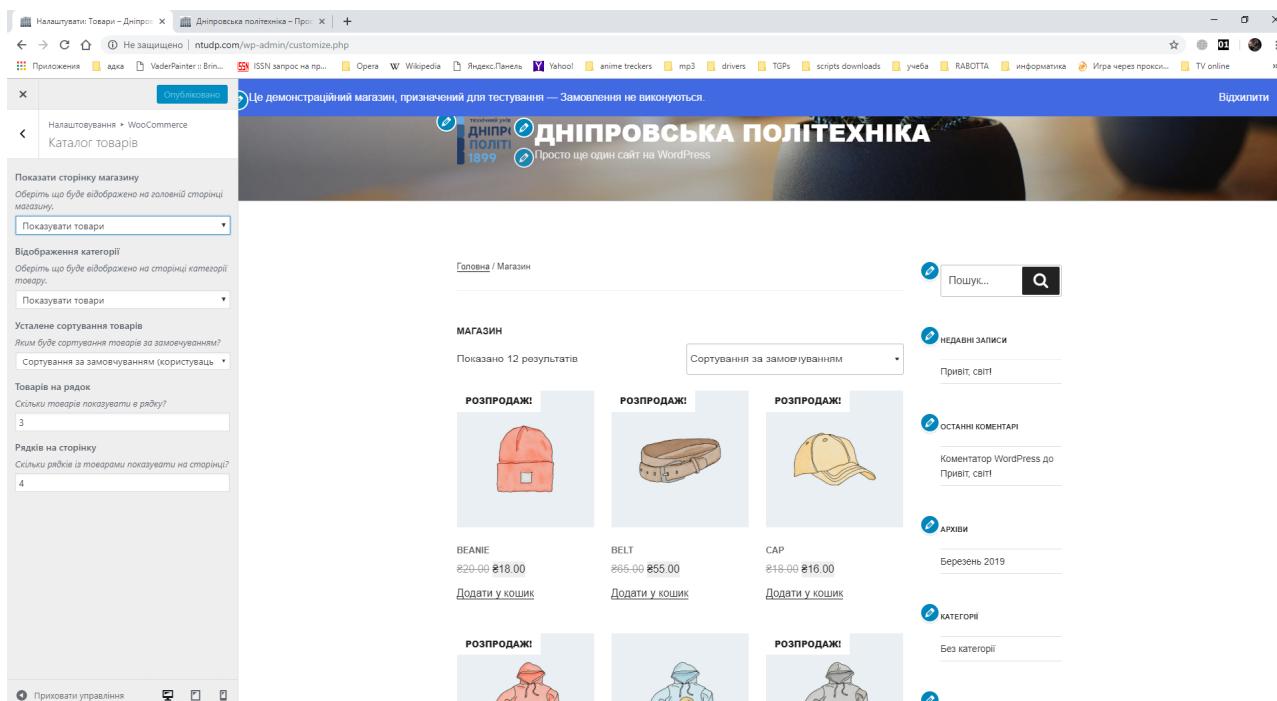 Налаштувати: Товари – Дніпров
Дніпровська політехніка – Прос
Не защищено | ntudp.com/wp-admin/customize.php
Приложения адка VaderPainter :: Brin... ISSN запрос на пр... Opera Wikipedia Яндекс.Панель Yahoo! anime treckers mp3 drivers TGPs scripts downloads учеба RABOTTA информатика Игра через прокси... TV online
Опубліковано
Це демонстраційний магазин, призначений для тестування — Замовлення не виконуються.
Відхилити
Налаштовування ▸ WooCommerce
Каталог товарів
Показати сторінку магазину
Оберіть що буде відображено на головній сторінці
магазину.
Показувати товари
Відображення категорії
Оберіть що буде відображено на сторінці категорії
товару.
Показувати товари
Усталене сортування товарів
Яким буде сортування товарів за замовчуванням?
Сортування за замовчуванням (користуваць
Товарів на рядок
Скільки товарів показувати в рядку?
3
Рядків на сторінку
Скільки рядків із товарами показувати на сторінці?
4
Приховати управління
ДНІПР
ПОЛІТІ
1899
ДНІПРОВСЬКА ПОЛІТЕХНІКА
Просто ще один сайт на WordPress
Головна / Магазин
МАГАЗИН
Показано 12 результатів
Сортування за замовчуванням
РОЗПРОДАЖ! РОЗПРОДАЖ! РОЗПРОДАЖ!
BEANIE BELT CAP
₴20.00 ₴18.00 ₴65.00 ₴55.00 ₴18.00 ₴16.00
Додати у кошик Додати у кошик Додати у кошик
РОЗПРОДАЖ! РОЗПРОДАЖ!
Пошук...
НЕДАВНІ ЗАПИСИ
Привіт, світ!
ОСТАННІ КОМЕНТАРІ
Коментатор WordPress до
Привіт, світ!
АРХІВИ
Березень 2019
КАТЕГОРІЇ
Без категорії